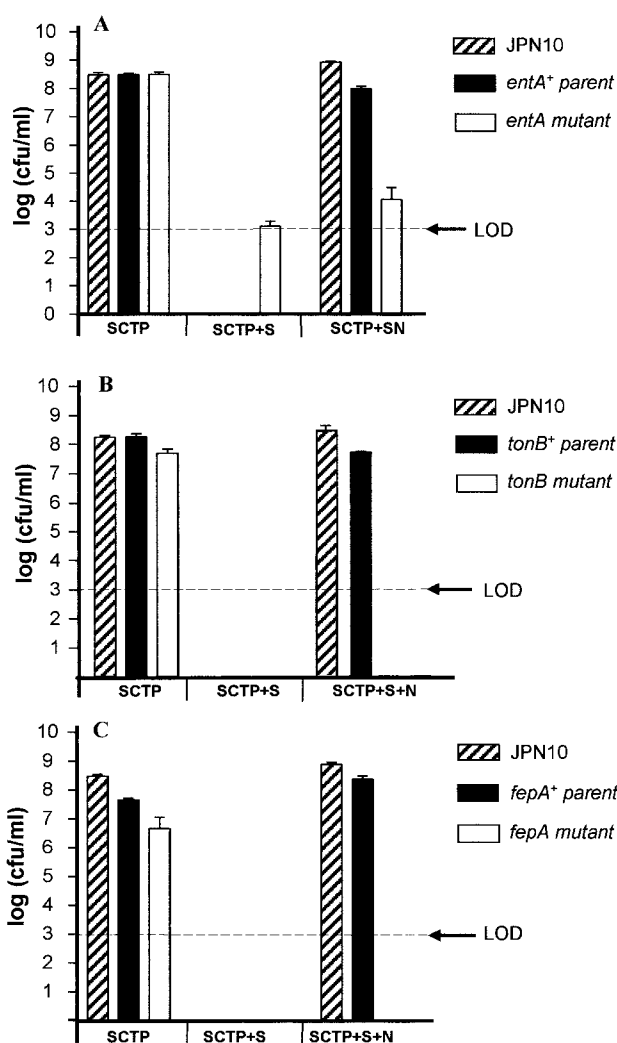 A
log (cfu/ml)
10
9
8
7
6
5
4
3
2
1
0
SCTP SCTP+S SCTP+SN
JPN10
entA+ parent
entA mutant
LOD
B
log (cfu/ml)
10
9
8
7
6
5
4
3
2
1
SCTP SCTP+S SCTP+S+N
JPN10
tonB+ parent
tonB mutant
LOD
C
log (cfu/ml)
10
9
8
7
6
5
4
3
2
1
SCTP SCTP+S SCTP+S+N
JPN10
fepA+ parent
fepA mutant
LOD